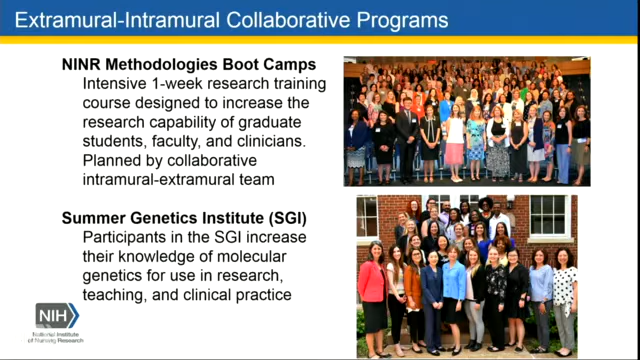 Extramural-Intramural Collaborative Programs
NINR Methodologies Boot Camps
Intensive 1-week research training
course designed to increase the
research capability of graduate
students, faculty, and clinicians.
Planned by collaborative
intramural-extramural team
Summer Genetics Institute (SGI)
Participants in the SGI increase
their knowledge of molecular
genetics for use in research,
teaching, and clinical practice
NIH
National Institute
of Nursing Research